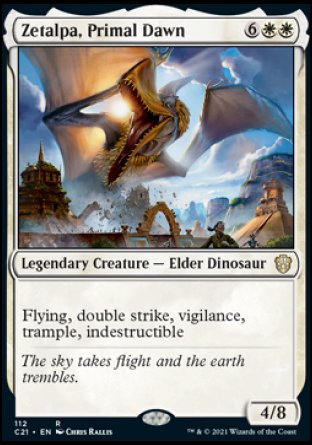 Zetalpa, Primal Dawn 6
Legendary Creature — Elder Dinosaur
Flying, double strike, vigilance,
trample, indestructible
The sky takes flight and the earth
trembles.
112 R
C21 • EN Chris Rallis ™ & © 2021 Wizards of the Coast
4/8